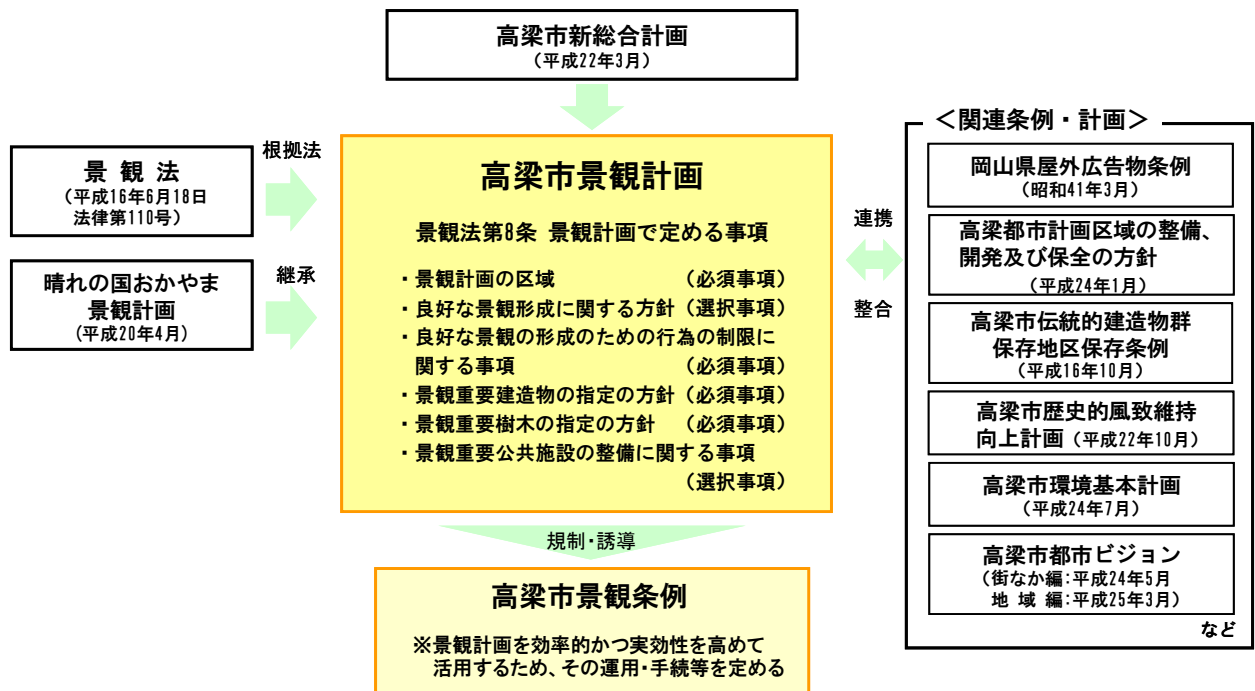 高梁市新総合計画
（平成22年3月）
根拠法
景観法
（平成16年6月18日
法律第110号）
継承
晴れの国おかやま
景観計画
（平成20年4月）
高梁市景観計画
景観法第8条 景観計画で定める事項
・景観計画の区域 （必須事項）
・良好な景観形成に関する方針（選択事項）
・良好な景観の形成のための行為の制限に
関する事項 （必須事項）
・景観重要建造物の指定の方針（必須事項）
・景観重要樹木の指定の方針 （必須事項）
・景観重要公共施設の整備に関する事項
（選択事項）
規制・誘導
高梁市景観条例
※景観計画を効率的かつ実効性を高めて
活用するため、その運用・手続等を定める
連携
整合
＜関連条例・計画＞
岡山県屋外広告物条例
（昭和41年3月）
高梁都市計画区域の整備、
開発及び保全の方針
（平成24年1月）
高梁市伝統的建造物群
保存地区保存条例
（平成16年10月）
高梁市歴史的風致維持
向上計画（平成22年10月）
高梁市環境基本計画
（平成24年7月）
高梁市都市ビジョン
（街なか編：平成24年5月
地域編：平成25年3月）
など